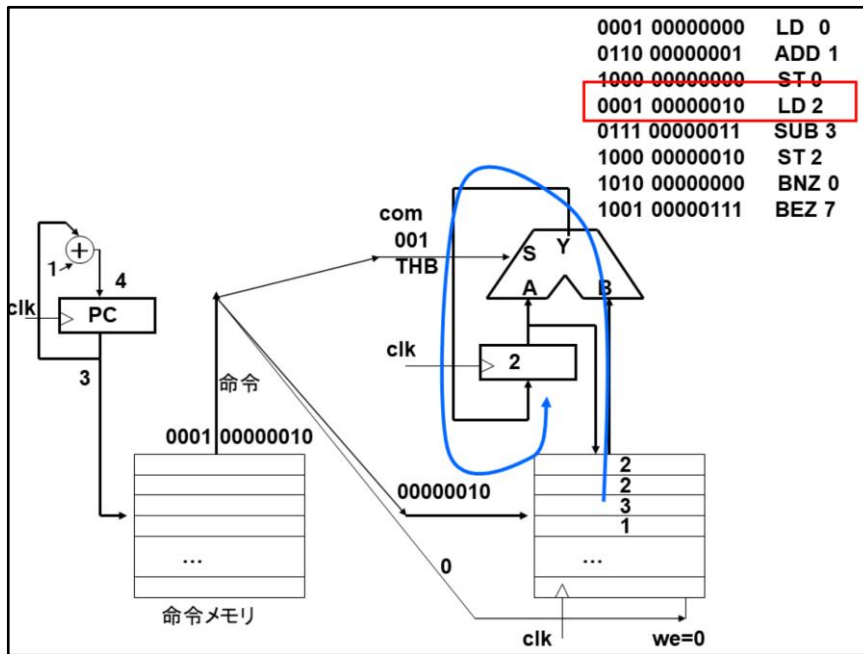 0001 00000000 LD 0
0110 00000001 ADD 1
1000 00000000 ST 0
0001 00000010 LD 2
0111 00000011 SUB 3
1000 00000010 ST 2
1010 00000000 BNZ 0
1001 00000111 BEZ 7
com
001
THB
S Y
A B
+
1
4
clk
PC
3
clk
2
命令
0001 00000010
00000010
2
2
3
1
...
...
0
命令メモリ
clk
we=0